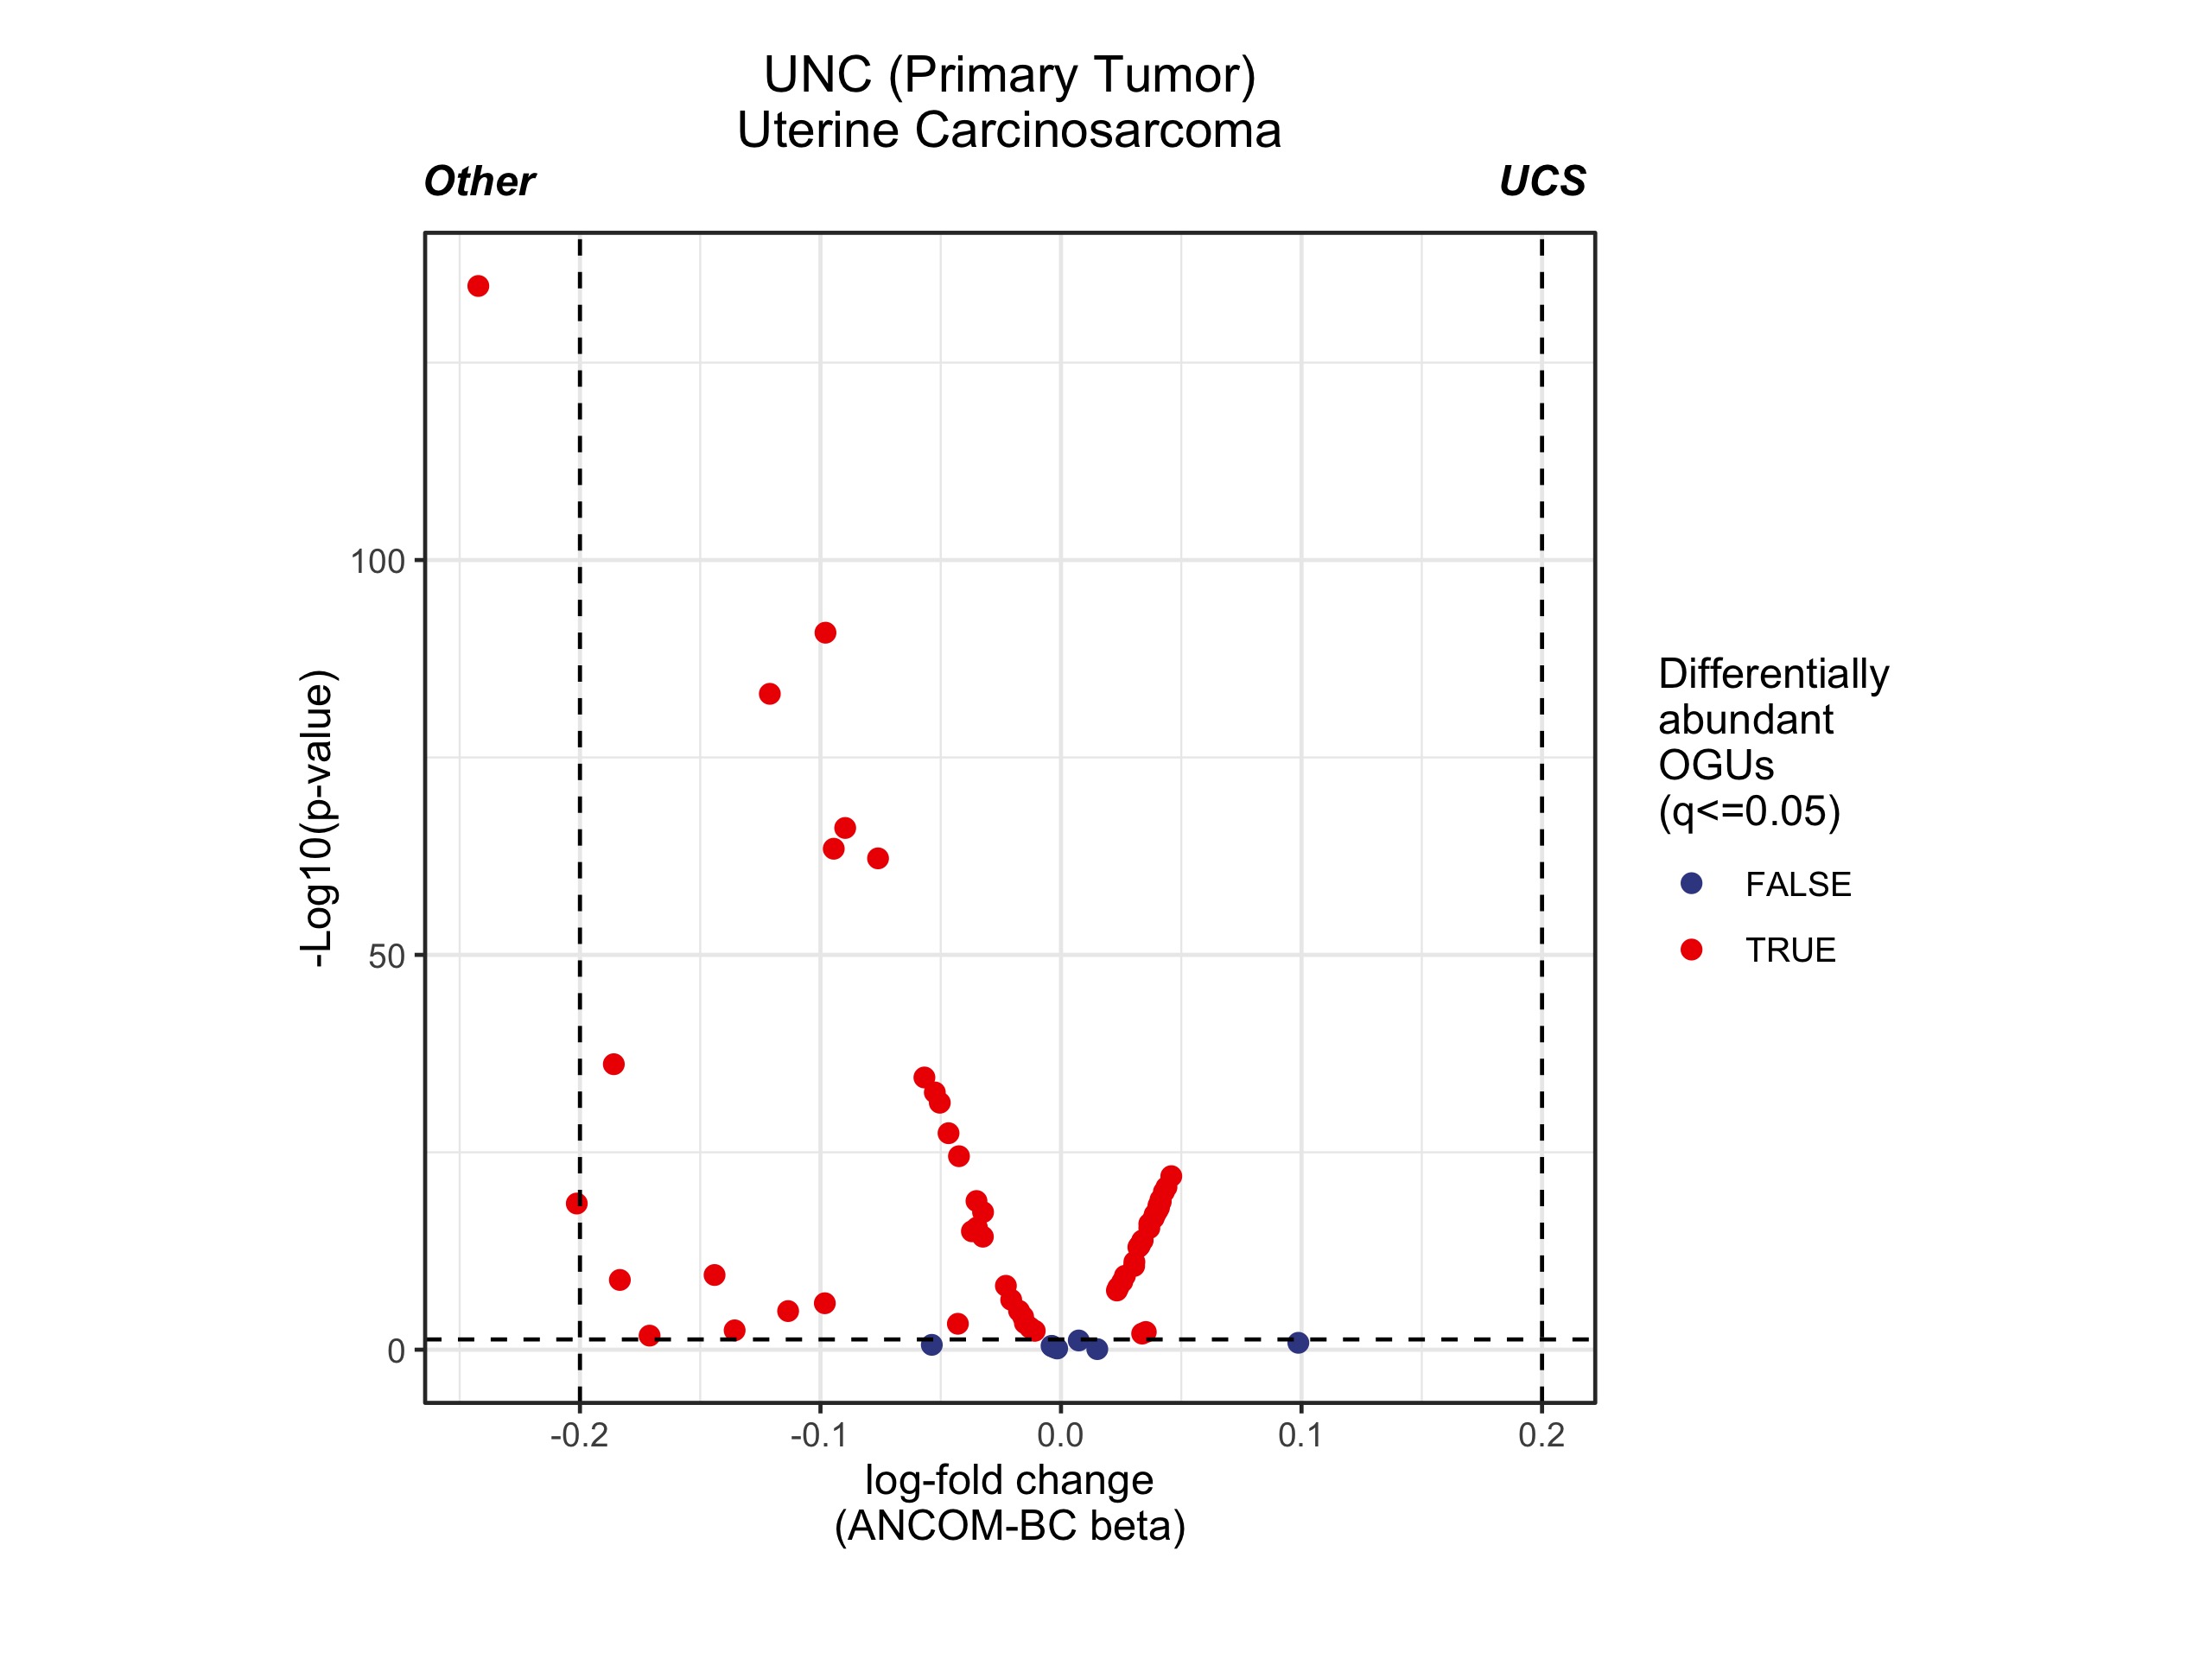 UNC (Primary Tumor)
Uterine Carcinosarcoma
Other
UCS
100
50
0
-Log10(p-value)
-0.2
-0.1
0.0
0.1
0.2
log-fold change
(ANCOM-BC beta)
Differentially
abundant
OGUs
(q<=0.05)
FALSE
TRUE